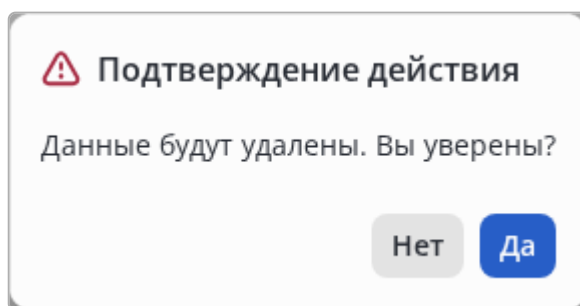 Подтверждение действия
Данные будут удалены. Вы уверены?
Нет Да